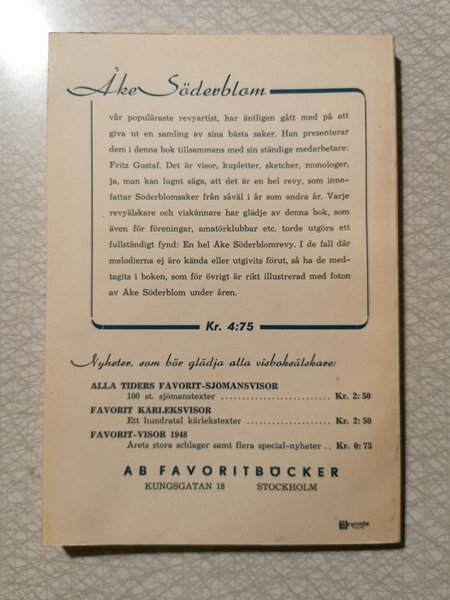 Åke Söderblom
vår populäraste revyartist, har äntligen gått med på att
giva ut en samling av sina bästa saker. Han presenterar
dem i denna bok tillsammans med sin ständige medarbetare:
Fritz Gustaf. Det är visor, kupletter, sketcher, monologer,
ja, man kan lugnt säga, att det är en hel revy, som inne-
fattar Söderblomsaker från såväl i år som andra år. Varje
revyälskare och viskännare har glädje av denna bok, som
även för föreningar, amatörklubbar etc. torde utgöra ett
fullständigt fynd: En hel Åke Söderblomrevy. I de fall där
melodierna ej äro kända eller utgivits förut, så ha de med-
tagits i boken, som för övrigt är rikt illustrerad med foton
av Åke Söderblom under åren.
Kr. 4:75
Nyheter, som bör glädja alla visboksälskare:
ALLA TIDERS FAVORIT-SJÖMANSVISOR
100 st. sjömanstexter ........................ Kr. 2:50
FAVORIT KÄRLEKSVISOR
Ett hundratal kärlekstexter .................. Kr. 2:50
FAVORIT-VISOR 1948
Årets stora schlager samt flera special-nyheter .. Kr. 0:75
AB FAVORITBÖCKER
KUNGSGATAN 18 STOCKHOLM